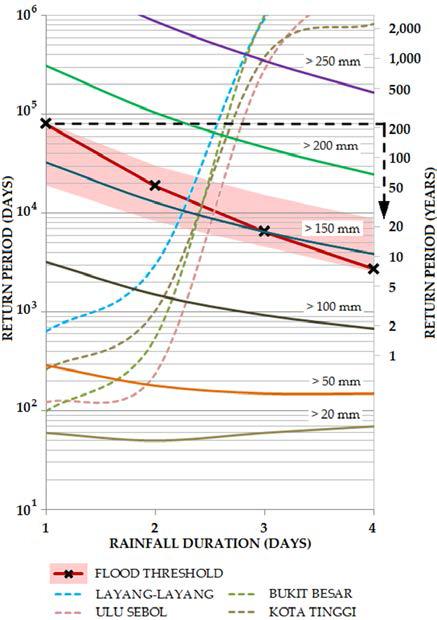 10^6
2,000
1,000
> 250 mm
500
10^5
200
> 200 mm
100
50
10^4
> 150 mm
20
10
RETURN PERIOD (DAYS)
RETURN PERIOD (YEARS)
5
10^3
> 100 mm
2
1
> 50 mm
10^2
> 20 mm
10^1
1 2 3 4
RAINFALL DURATION (DAYS)
FLOOD THRESHOLD
LAYANG-LAYANG BUKIT BESAR
ULU SEBOL KOTA TINGGI